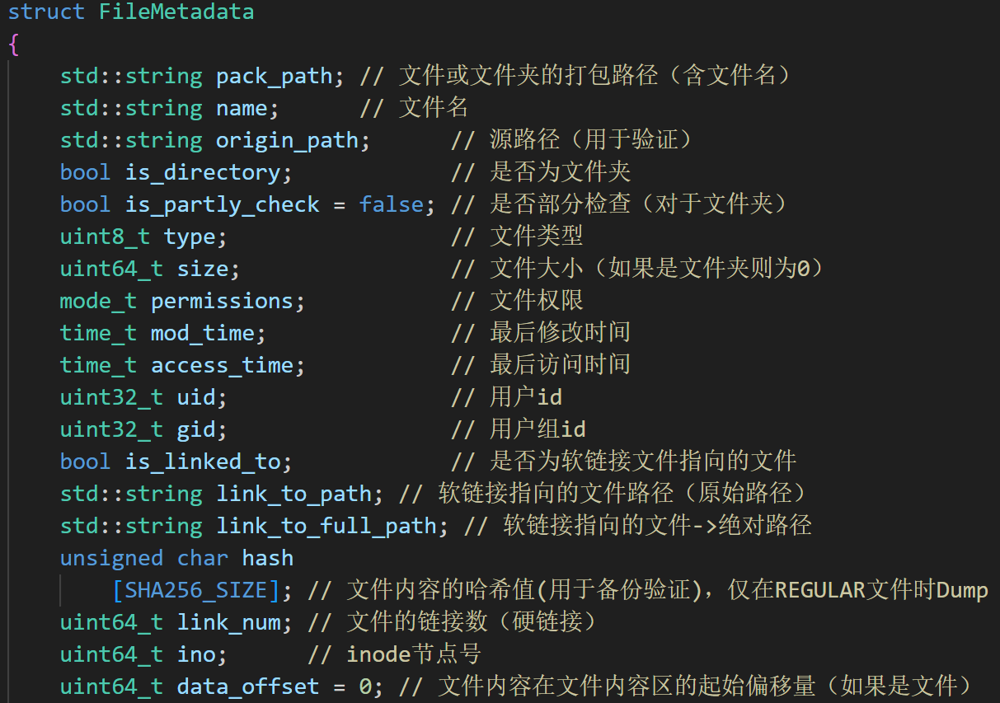 struct FileMetadata
{
    std::string pack_path; // 文件或文件夹的打包路径（含文件名）
    std::string name;      // 文件名
    std::string origin_path;      // 源路径（用于验证）
    bool is_directory;            // 是否为文件夹
    bool is_partly_check = false; // 是否部分检查（对于文件夹）
    uint8_t type;                 // 文件类型
    uint64_t size;                // 文件大小（如果是文件夹则为0）
    mode_t permissions;           // 文件权限
    time_t mod_time;              // 最后修改时间
    time_t access_time;           // 最后访问时间
    uint32_t uid;                 // 用户id
    uint32_t gid;                 // 用户组id
    bool is_linked_to;            // 是否为软链接文件指向的文件
    std::string link_to_path; // 软链接指向的文件路径（原始路径）
    std::string link_to_full_path; // 软链接指向的文件->绝对路径
    unsigned char hash
        [SHA256_SIZE]; // 文件内容的哈希值(用于备份验证)，仅在REGULAR文件时Dump
    uint64_t link_num; // 文件的链接数（硬链接）
    uint64_t ino;      // inode节点号
    uint64_t data_offset = 0; // 文件内容在文件内容区的起始偏移量（如果是文件）